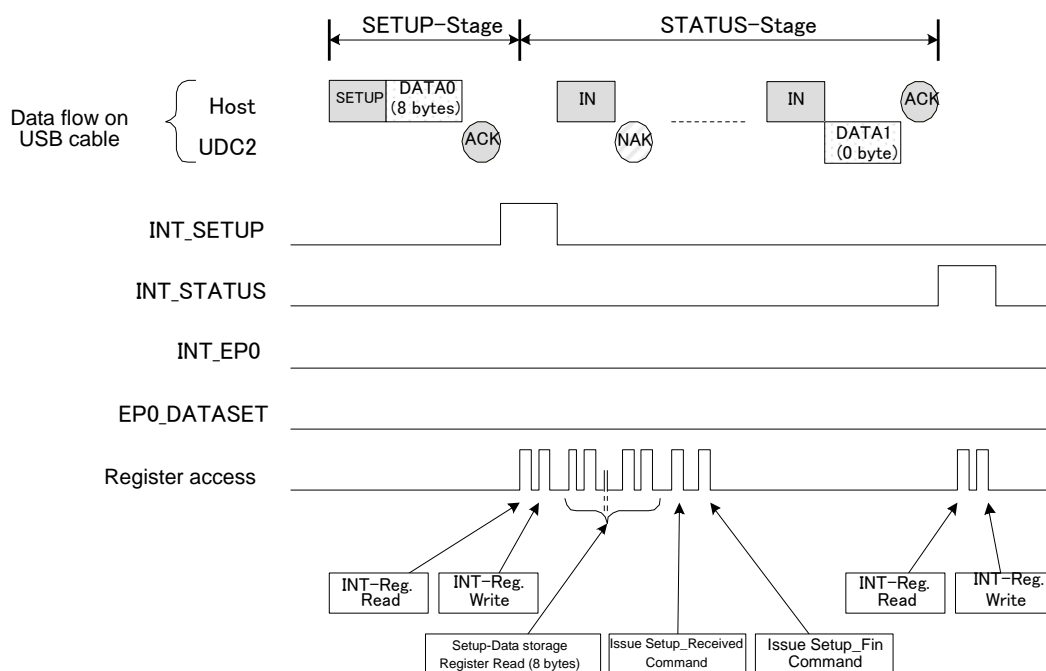 SETUP-Stage
STATUS-Stage
Data flow on
USB cable
Host
UDC2
SETUP
DATA0
(8 bytes)
ACK
IN
NAK
IN
DATA1
(0 byte)
ACK
INT_SETUP
INT_STATUS
INT_EP0
EP0_DATASET
Register access
INT-Reg.
Read
INT-Reg.
Write
INT-Reg.
Read
INT-Reg.
Write
Setup-Data storage
Register Read (8 bytes)
Issue Setup_Received
Command
Issue Setup_Fin
Command